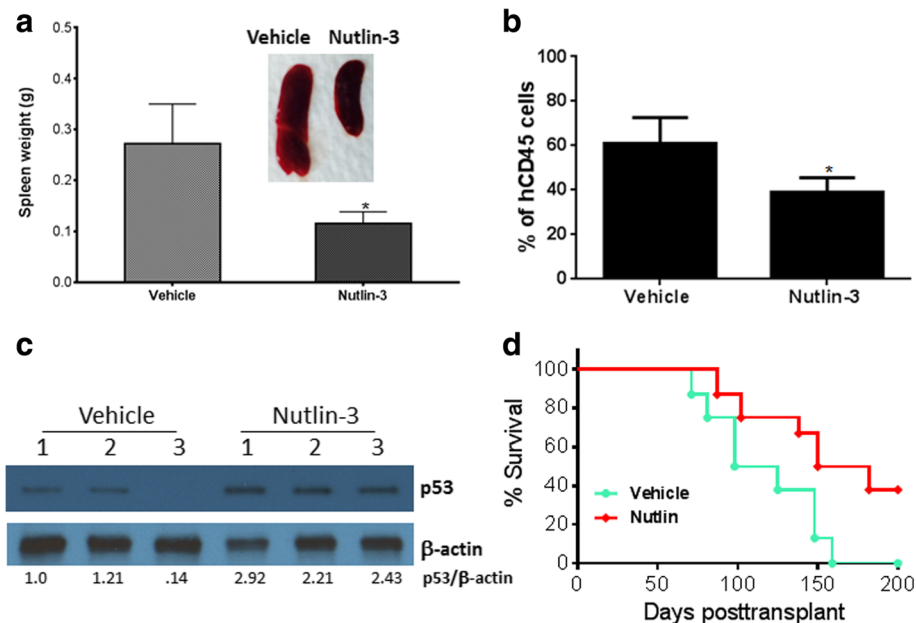 a
Spleen weight (g)
0.5
0.4
0.3
0.2
0.1
0.0
Vehicle Nutlin-3
*
Vehicle Nutlin-3
b
% of hCD45 cells
100
80
60
40
20
0
*
Vehicle Nutlin-3
c
Vehicle Nutlin-3
1 2 3 1 2 3
p53
β-actin
1.0 1.21 .14 2.92 2.21 2.43 p53/β-actin
d
% Survival
100
80
60
40
20
0
Vehicle
Nutlin
0 50 100 150 200
Days posttransplant